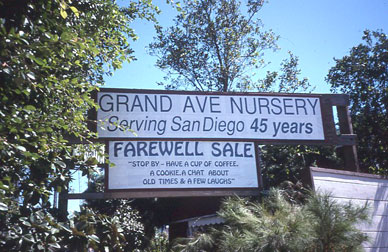 GRAND AVE NURSERY
Serving San Diego 45 years
FAREWELL SALE
"STOP BY - HAVE A CUP OF COFFEE,
A COOKIE, A CHAT ABOUT
OLD TIMES & A FEW LAUGHS"